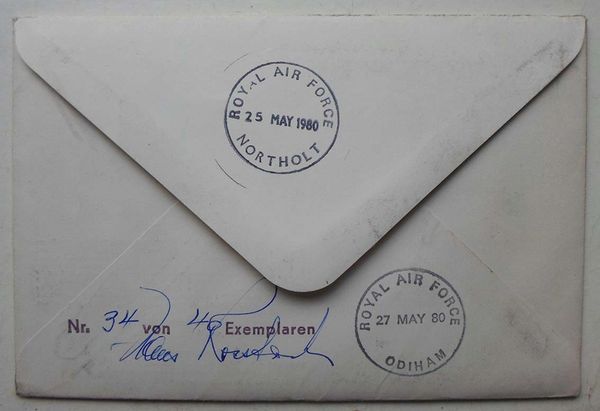 ROYAL AIR FORCE
25 MAY 1980
NORTHOLT
ROYAL AIR FORCE
27 MAY 80
ODIHAM
Nr. 34 von 40 Exemplaren
Hans